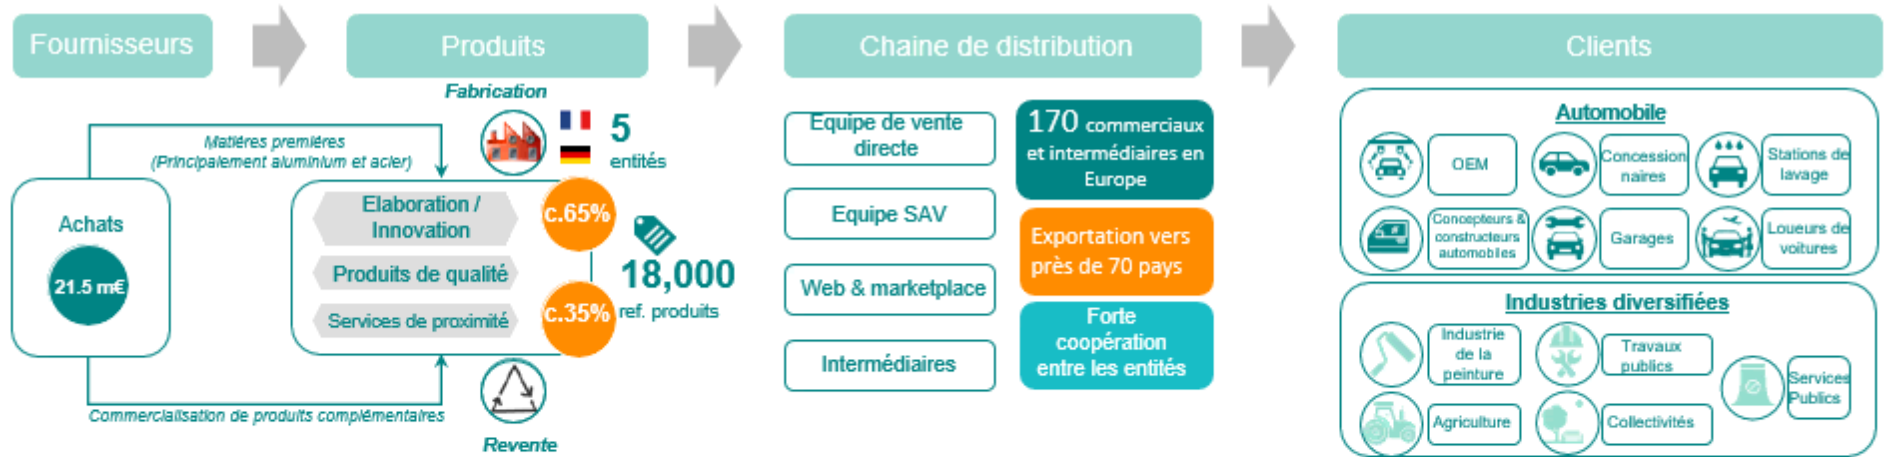 Fournisseurs
Produits
Chaine de distribution
Clients
Fabrication
Matières premières
(Principalement aluminium et acier)
5
entités
Achats
21.5 m€
Elaboration /
Innovation
Produits de qualité
Services de proximité
c.65%
c.35%
18,000
ref. produits
Commercialisation de produits complémentaires
Revente
Equipe de vente
directe
Equipe SAV
Web & marketplace
Intermédiaires
170 commerciaux
et intermédiaires en
Europe
Exportation vers
près de 70 pays
Forte
coopération
entre les entités
Automobile
OEM
Concession
naires
Stations de
lavage
Concepteurs &
constructeurs
automobiles
Garages
Loueurs de
voitures
Industries diversifiées
Industrie
de la
peinture
Travaux
publics
Services
Publics
Agriculture
Collectivités